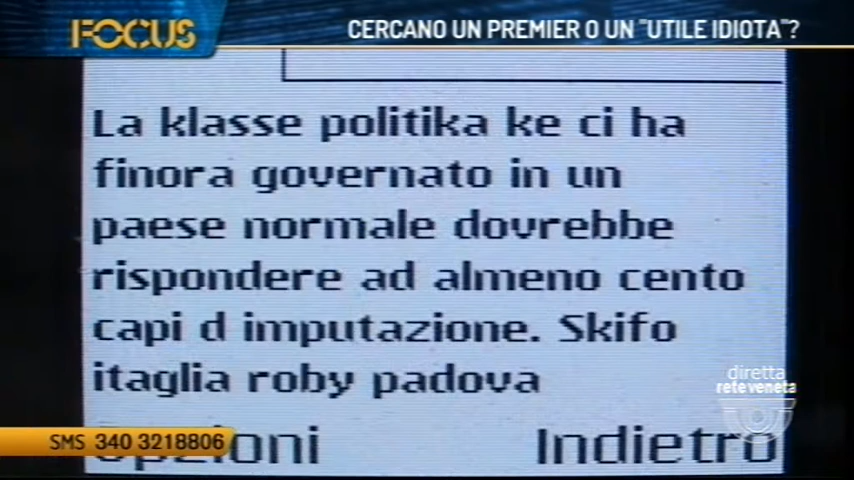 FOCUS
CERCANO UN PREMIER O UN "UTILE IDIOTA"?
La klasse politika ke ci ha
finora governato in un
paese normale dovrebbe
rispondere ad almeno cento
capi d imputazione. Skifo
itaglia roby padova
diretta
reteveneta
SMS 340 3218806
Indietro